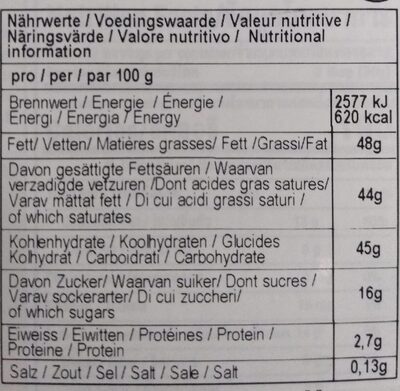 Nährwerte / Voedingswaarde / Valeur nutritive /
Näringsvärde / Valore nutritivo / Nutritional
information
pro / per / par 100 g
Brennwert / Energie / Énergie /
Energi / Energia / Energy
2577 kJ
620 kcal
Fett/ Vetten/ Matières grasses/ Fett /Grassi/Fat 48g
Davon gesättigte Fettsäuren / Waarvan
verzadigde vetzuren /Dont acides gras saturés/
Varav mättat fett / Di cui acidi grassi saturi /
of which saturates
44g
Kohlenhydrate / Koolhydraten / Glucides
Kolhydrat / Carboidrati / Carbohydrate
45g
Davon Zucker/ Waarvan suiker/ Dont sucres /
Varav sockerarter/ Di cui zuccheri/
of which sugars
16g
Eiweiss / Eiwitten / Protéines / Protein /
Proteine / Protein
2,7g
Salz / Zout / Sel / Salt / Sale / Salt 0,13g